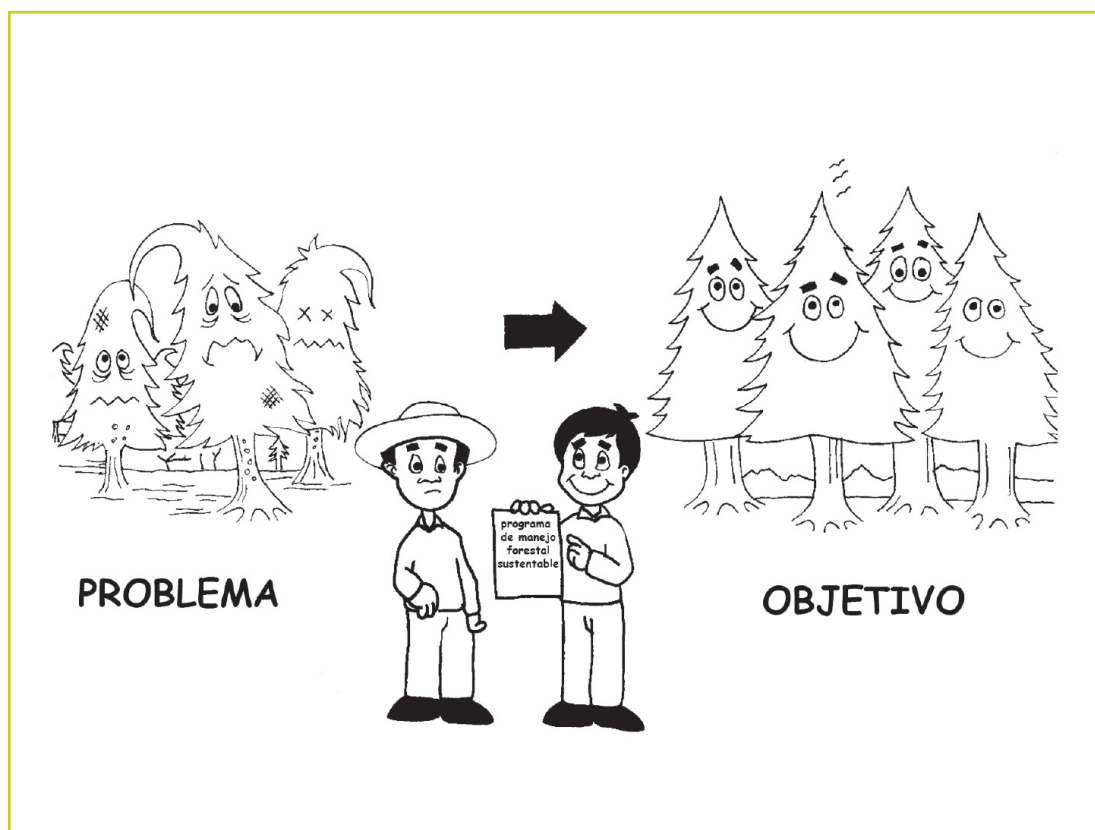 programa
de manejo
forestal
sustentable
PROBLEMA
OBJETIVO